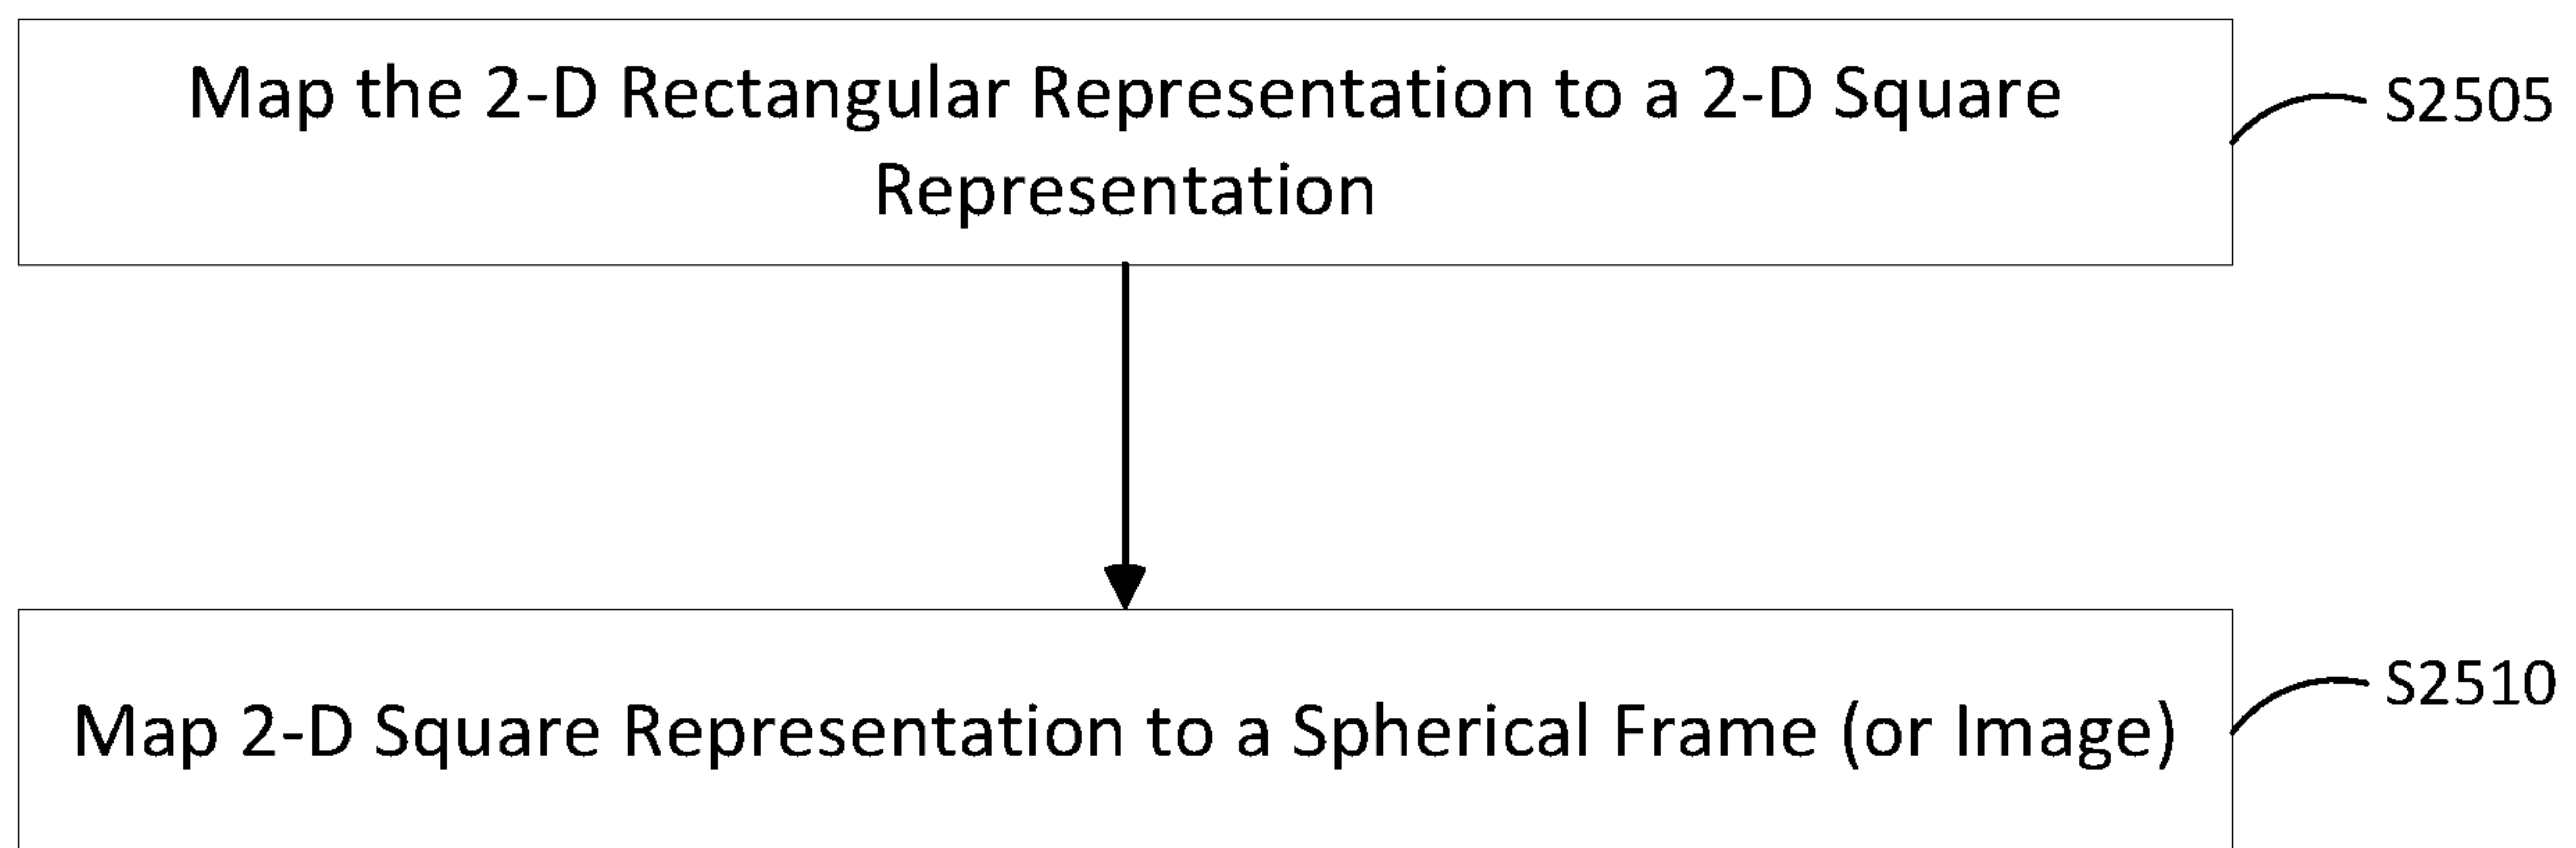 Map the 2-D Rectangular Representation to a 2-D Square
Representation
S2505
Map 2-D Square Representation to a Spherical Frame (or Image)
S2510